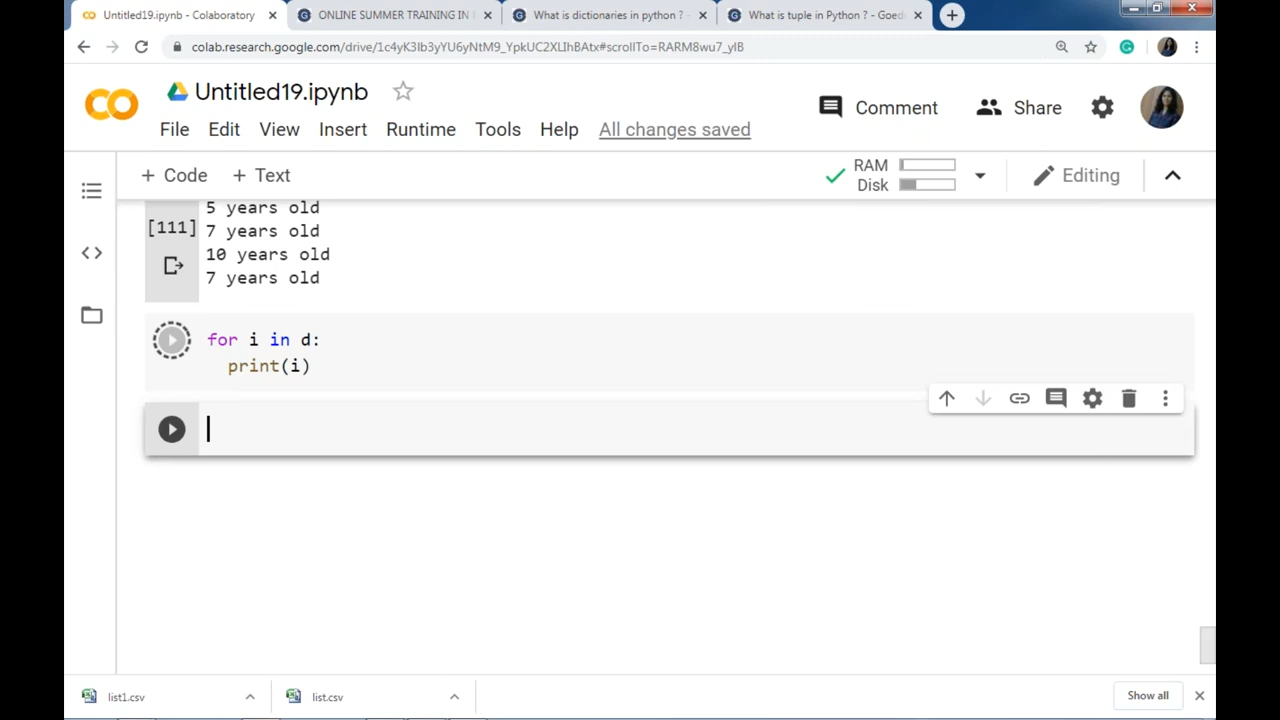 Untitled19.ipynb - Colaboratory
ONLINE SUMMER TRAINING IN
What is dictionaries in python ? -
What is tuple in Python ? - Goed
colab.research.google.com/drive/1c4yK3Ib3yYU6yNtM9_YpkUC2XLIhBAtx#scrollTo=RARM8wu7_yIB
Untitled19.ipynb
Comment
Share
File Edit View Insert Runtime Tools Help All changes saved
+ Code + Text
RAM
Disk
Editing
5 years old
[111]
7 years old
10 years old
7 years old
for i in d:
print(i)
list1.csv
list.csv
Show all